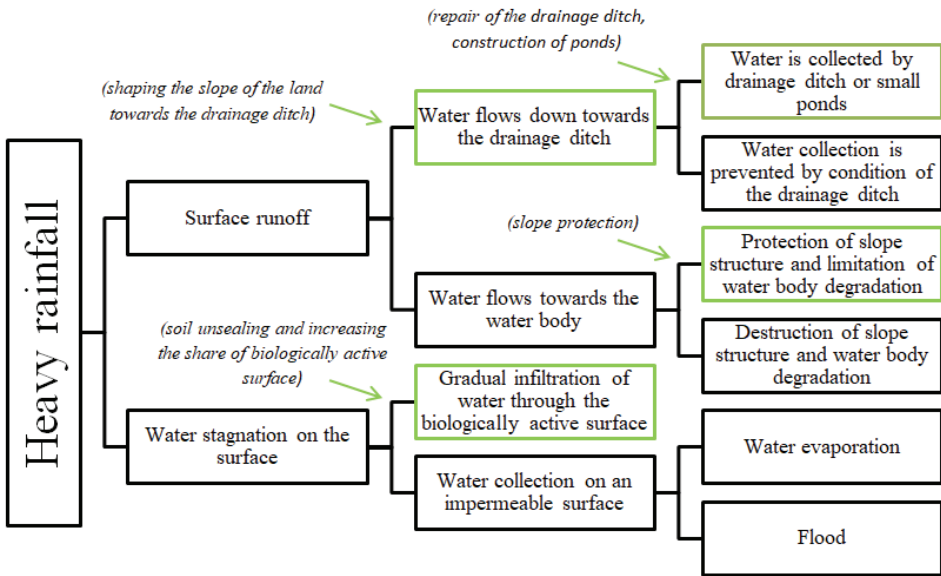 Heavy rainfall
Surface runoff
Water stagnation on the
surface
(shaping the slope of the land
towards the drainage ditch)
Water flows down towards
the drainage ditch
(repair of the drainage ditch,
construction of ponds)
Water is collected by
drainage ditch or small
ponds
Water collection is
prevented by condition of
the drainage ditch
Water flows towards the
water body
(slope protection)
Protection of slope
structure and limitation of
water body degradation
Destruction of slope
structure and water body
degradation
(soil unsealing and increasing
the share of biologically active
surface)
Gradual infiltration of
water through the
biologically active surface
Water collection on an
impermeable surface
Water evaporation
Flood